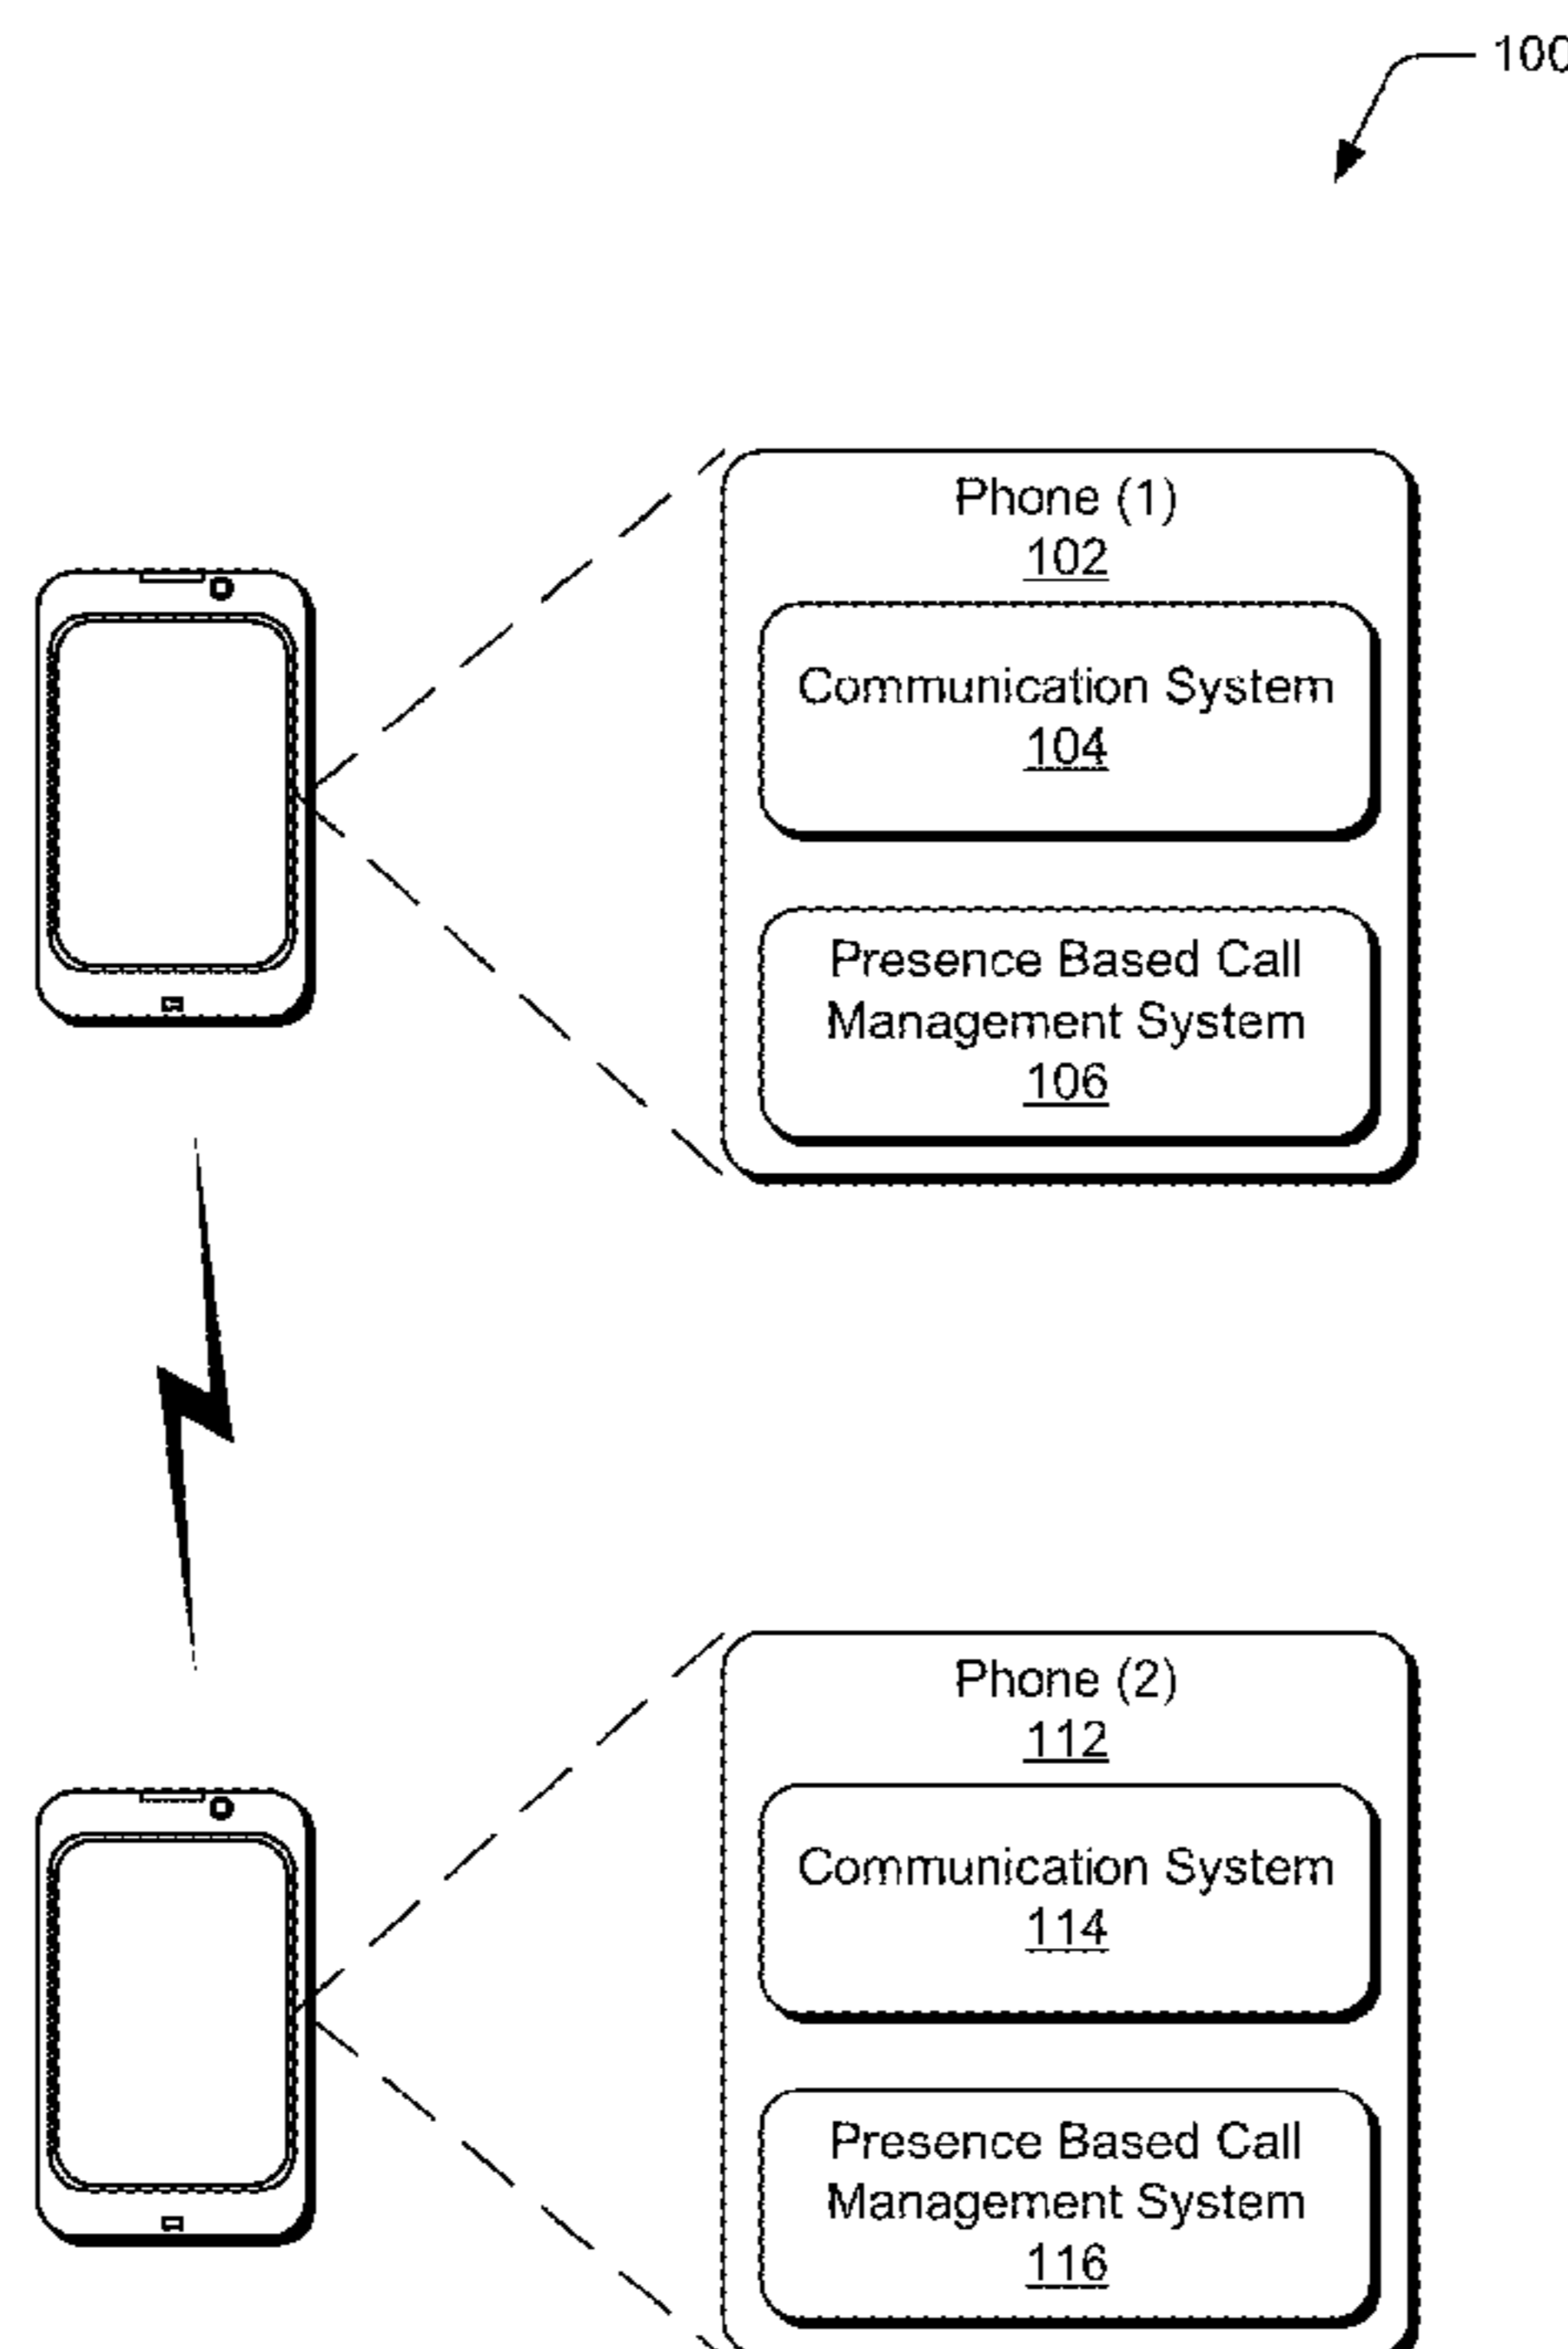 100
Phone (1)
102
Communication System
104
Presence Based Call
Management System
106
Phone (2)
112
Communication System
114
Presence Based Call
Management System
116